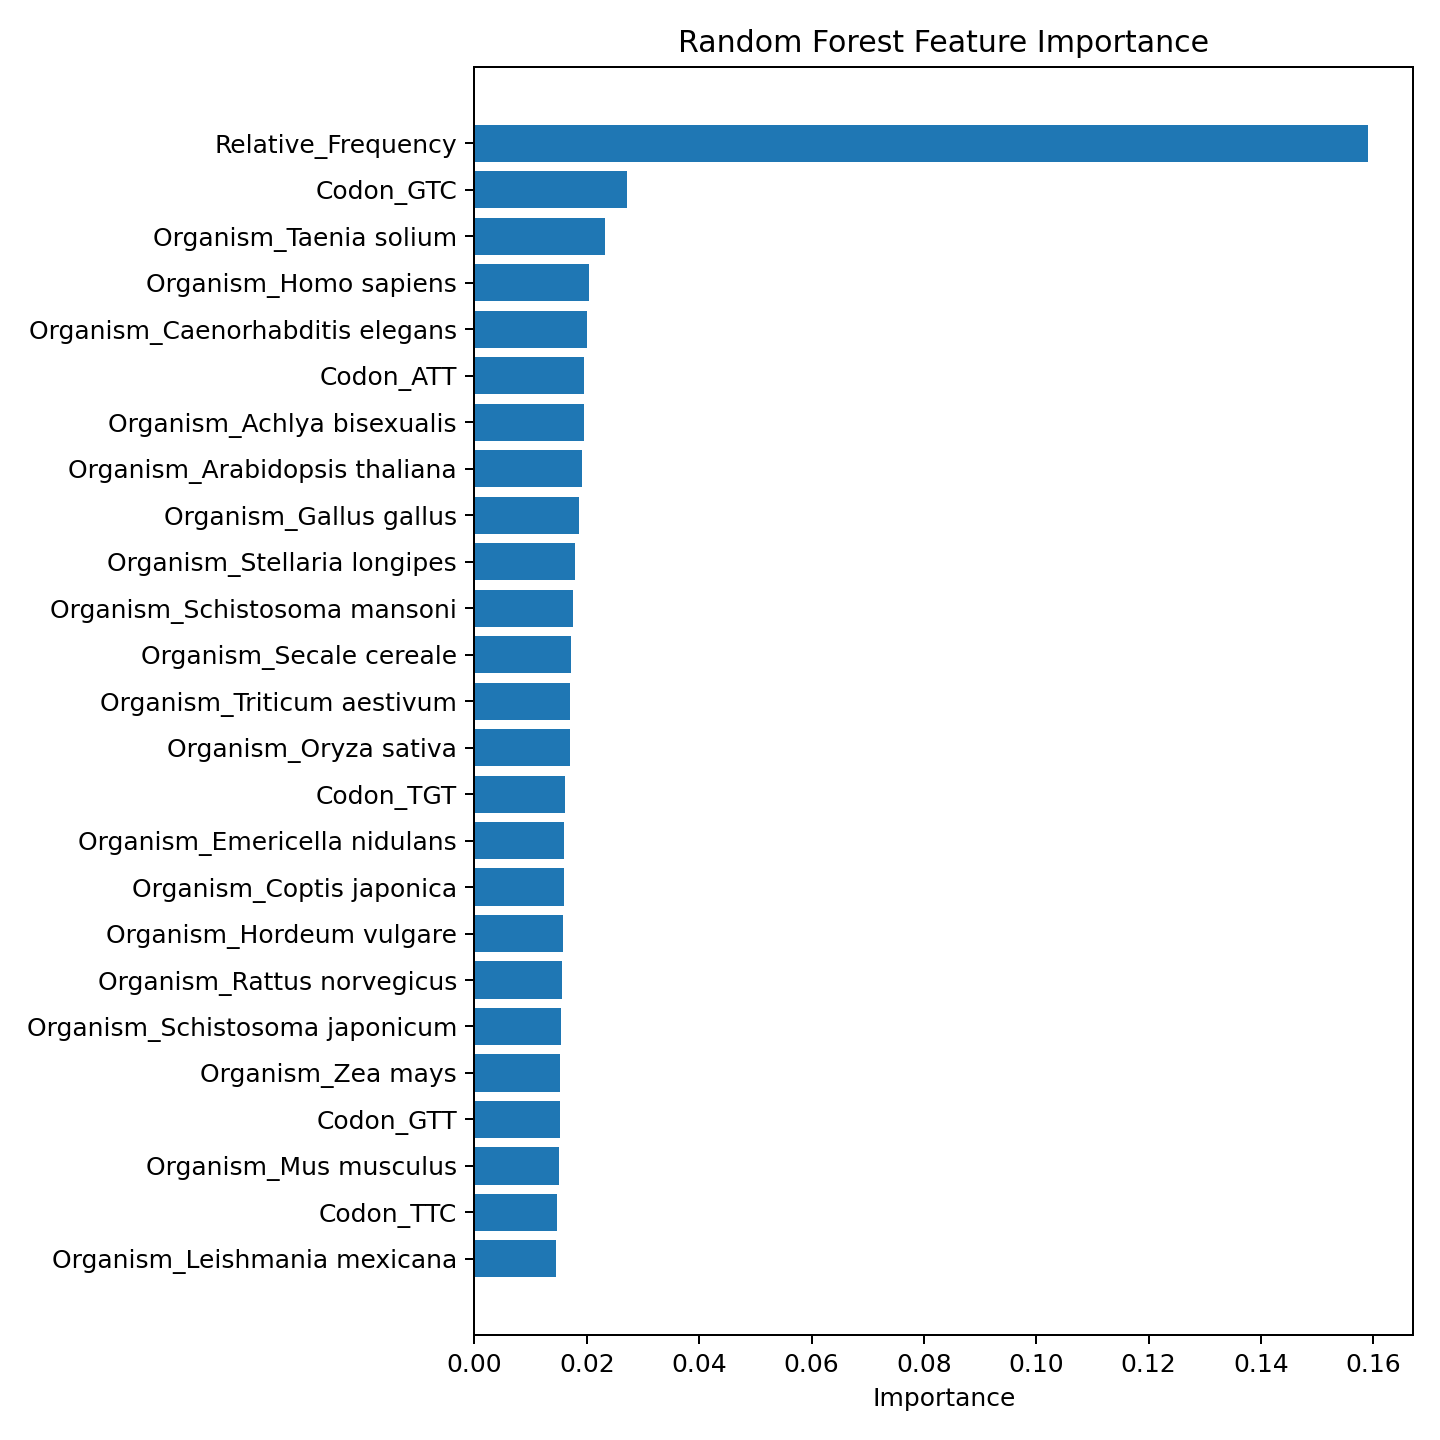 Random Forest Feature Importance
Relative_Frequency
Codon_GTC
Organism_Taenia solium
Organism_Homo sapiens
Organism_Caenorhabditis elegans
Codon_ATT
Organism_Achlya bisexualis
Organism_Arabidopsis thaliana
Organism_Gallus gallus
Organism_Stellaria longipes
Organism_Schistosoma mansoni
Organism_Secale cereale
Organism_Triticum aestivum
Organism_Oryza sativa
Codon_TGT
Organism_Emericella nidulans
Organism_Coptis japonica
Organism_Hordeum vulgare
Organism_Rattus norvegicus
Organism_Schistosoma japonicum
Organism_Zea mays
Codon_GTT
Organism_Mus musculus
Codon_TTC
Organism_Leishmania mexicana
0.00 0.02 0.04 0.06 0.08 0.10 0.12 0.14 0.16
Importance